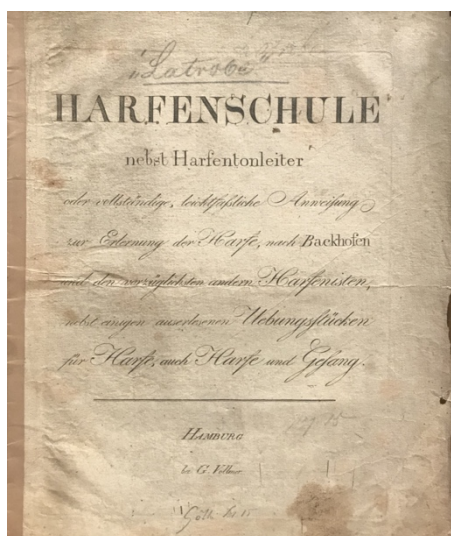 "Latrobe"
HARFENSCHULE
nebst Harfentonleiter
oder vollständige, leichtfaßliche Anweisung
zur Erlernung der Harfe, nach Backhofen
und den vorzüglichsten andern Harfenisten,
nebst einigen auserlesenen Uebungsstücken
für Harfe, auch Harfe und Gesang.
HAMBURG
bei G. Vollmer